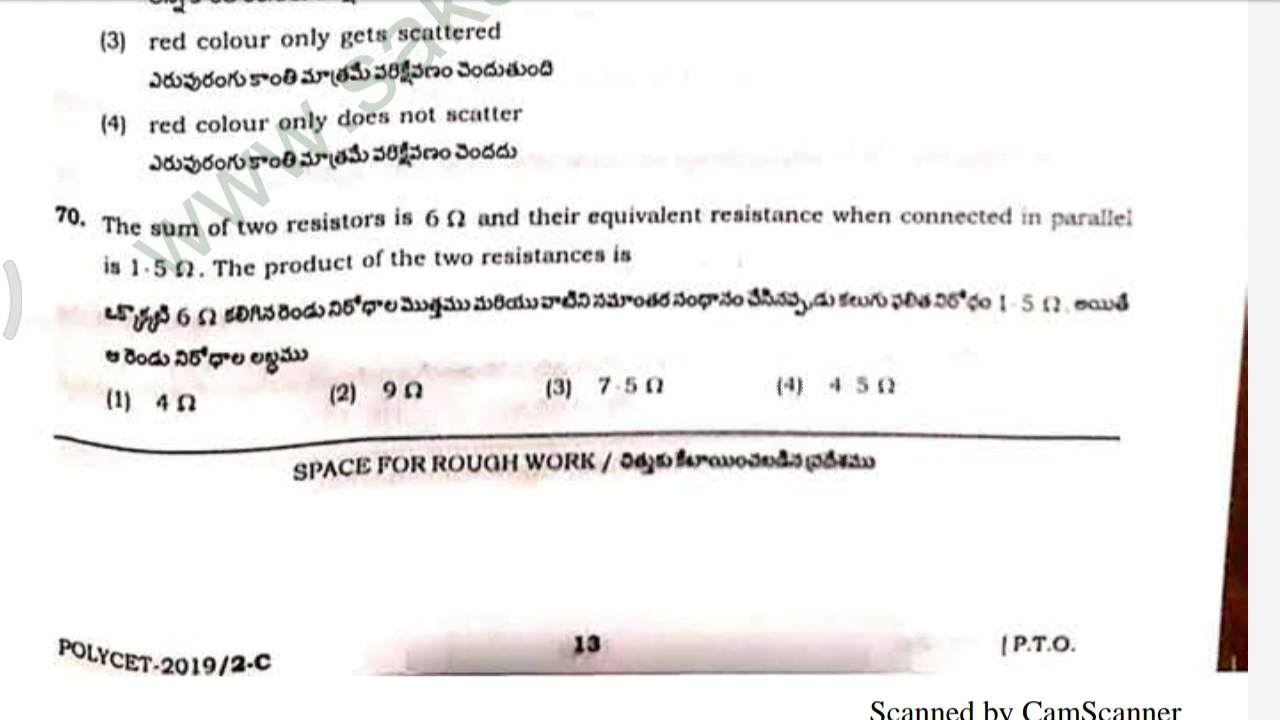 (3) red colour only gets scattered
ఎరుపురంగు కాంతి మాత్రమే పరిక్షేపణం చెందుతుంది
(4) red colour only does not scatter
ఎరుపురంగు కాంతి మాత్రమే పరిక్షేపణం చెందదు
70. The sum of two resistors is 6 Ω and their equivalent resistance when connected in parallel
is 1·5 Ω. The product of the two resistances is
6 Ω కలిగిన రెండు నిరోధాల మొత్తము మరియు వాటిని సమాంతర సంధానం చేసినప్పుడు కలుగు ఫలిత నిరోధం 1·5 Ω. అయితే
ఆ రెండు నిరోధాల లబ్ధము
(1) 4 Ω (2) 9 Ω (3) 7·5 Ω (4) 4 5 Ω
SPACE FOR ROUGH WORK / చిత్తుకు కేటాయించబడిన ప్రదేశము
POLYCET-2019/2-C 13 [ P.T.O.
Scanned by CamScanner